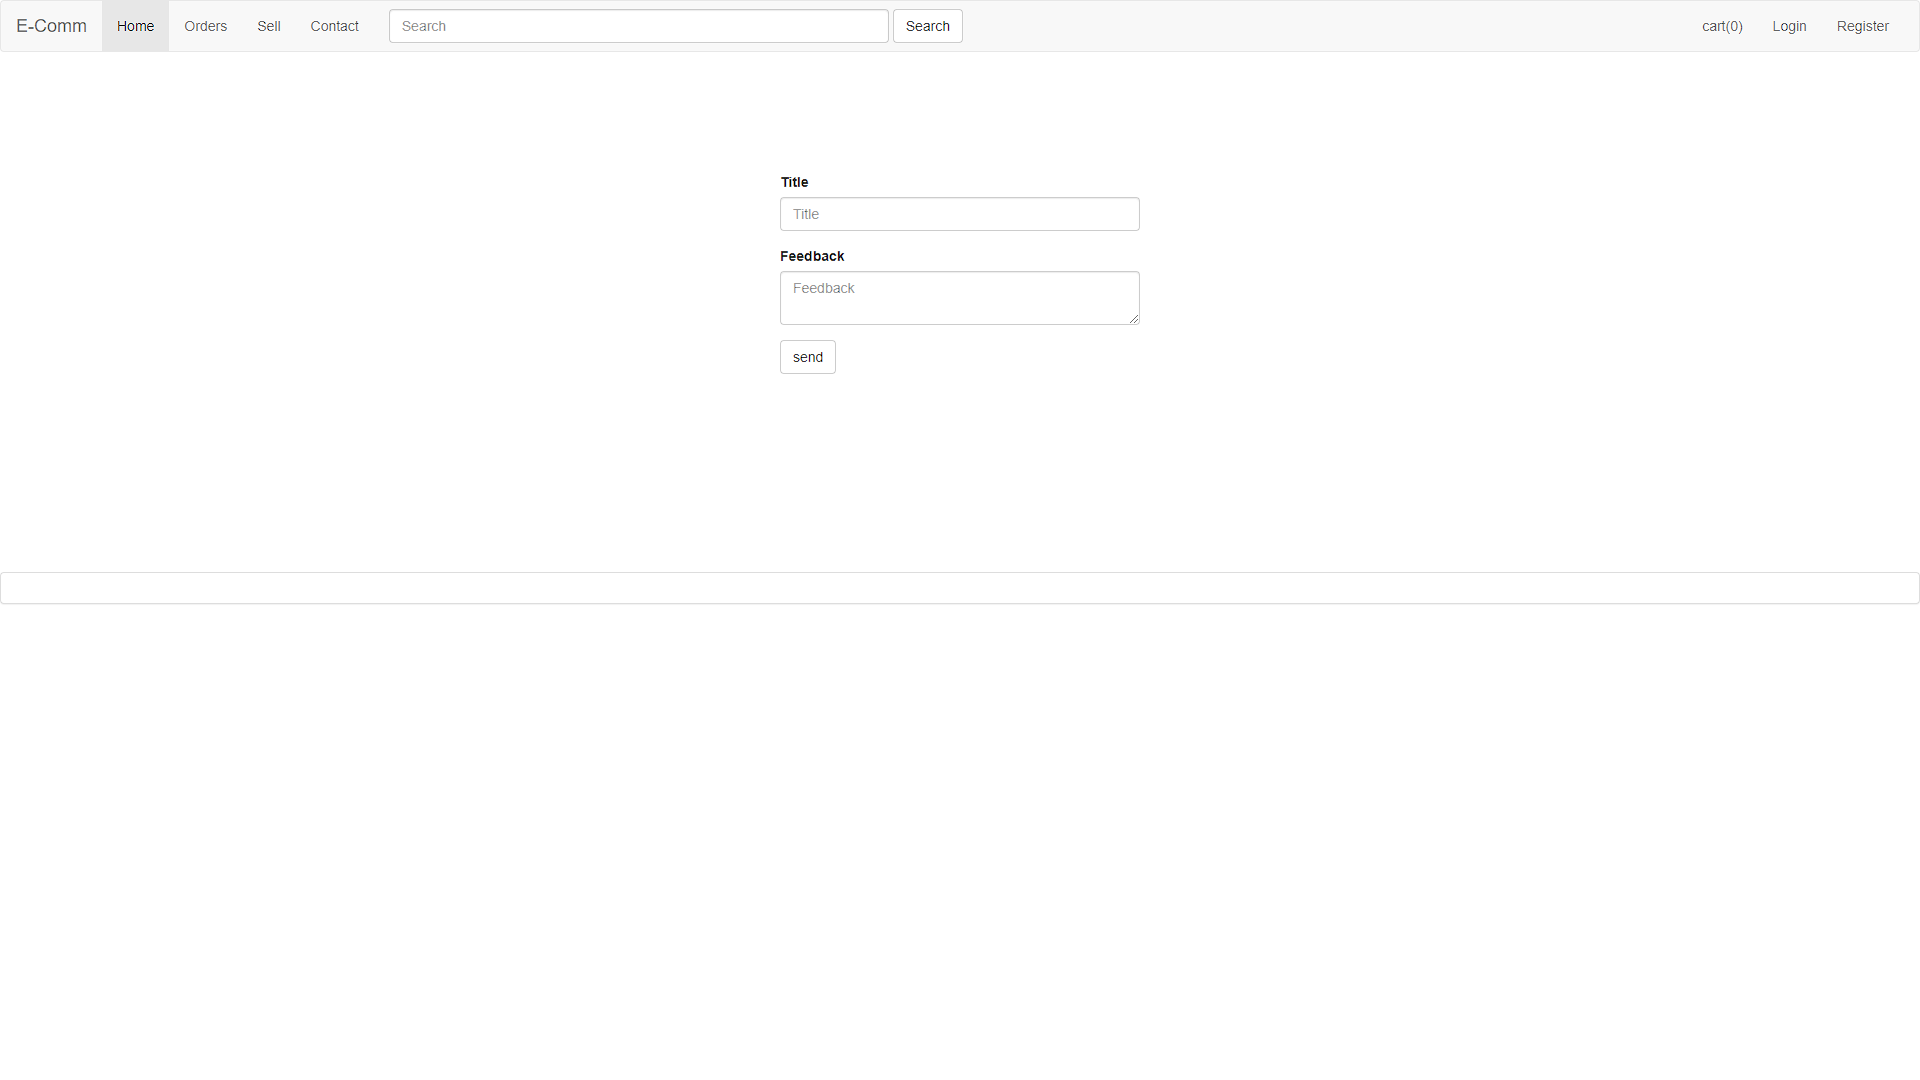 E-Comm Home Orders Sell Contact Search Search cart(0) Login Register
Title
Title
Feedback
Feedback
send